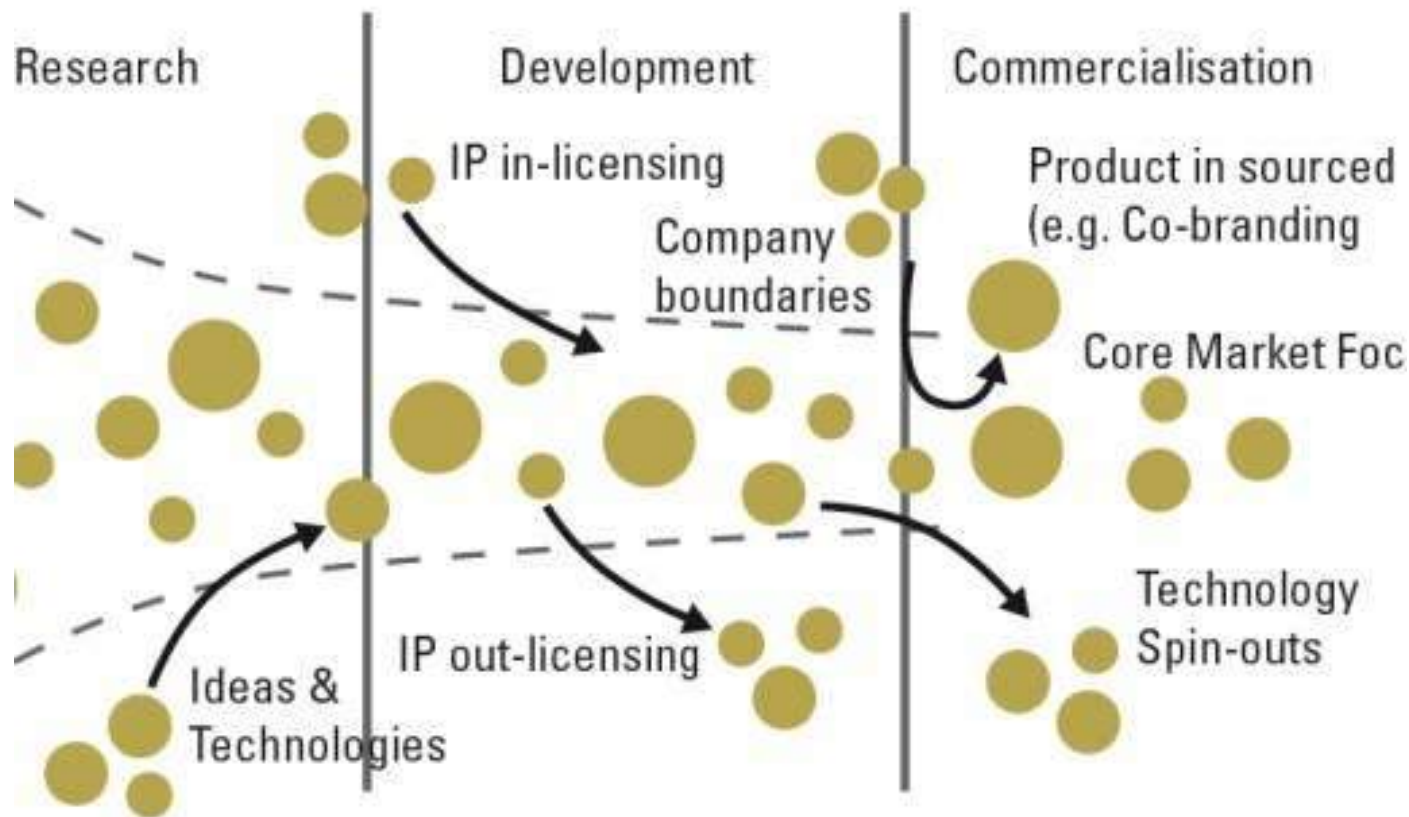 Research
Development
Commercialisation
IP in-licensing
Product in sourced
(e.g. Co-branding
Company
boundaries
Core Market Foc
IP out-licensing
Technology
Spin-outs
Ideas &
Technologies